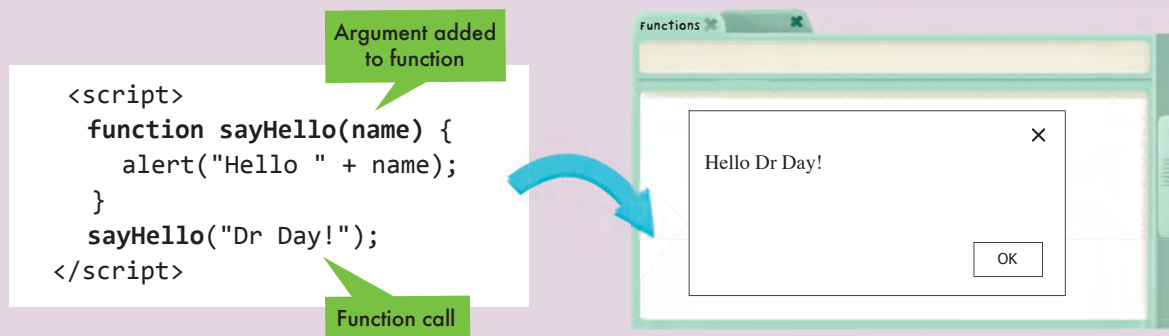 Argument added
to function
<script>
function sayHello(name) {
alert("Hello " + name);
}
sayHello("Dr Day!");
</script>
Function call
Functions
Hello Dr Day!
OK